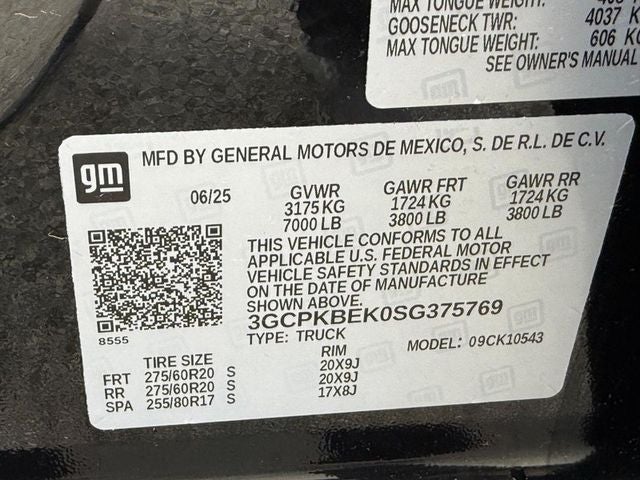 MAX TONGUE WEIGHT:
GOOSENECK TWR: 4037 K
MAX TONGUE WEIGHT: 606 KG
SEE OWNER'S MANUAL
gm
MFD BY GENERAL MOTORS DE MEXICO, S. DE R.L. DE C.V.
06/25 GVWR GAWR FRT GAWR RR
3175 KG 1724 KG 1724 KG
7000 LB 3800 LB 3800 LB
THIS VEHICLE CONFORMS TO ALL
APPLICABLE U.S. FEDERAL MOTOR
VEHICLE SAFETY STANDARDS IN EFFECT
ON THE DATE OF MANUFACTURE
SHOWN ABOVE.
3GCPKBEK0SG375769
8555
TYPE: TRUCK MODEL: 09CK10543
TIRE SIZE RIM
FRT 275/60R20 S 20X9J
RR 275/60R20 S 20X9J
SPA 255/80R17 S 17X8J